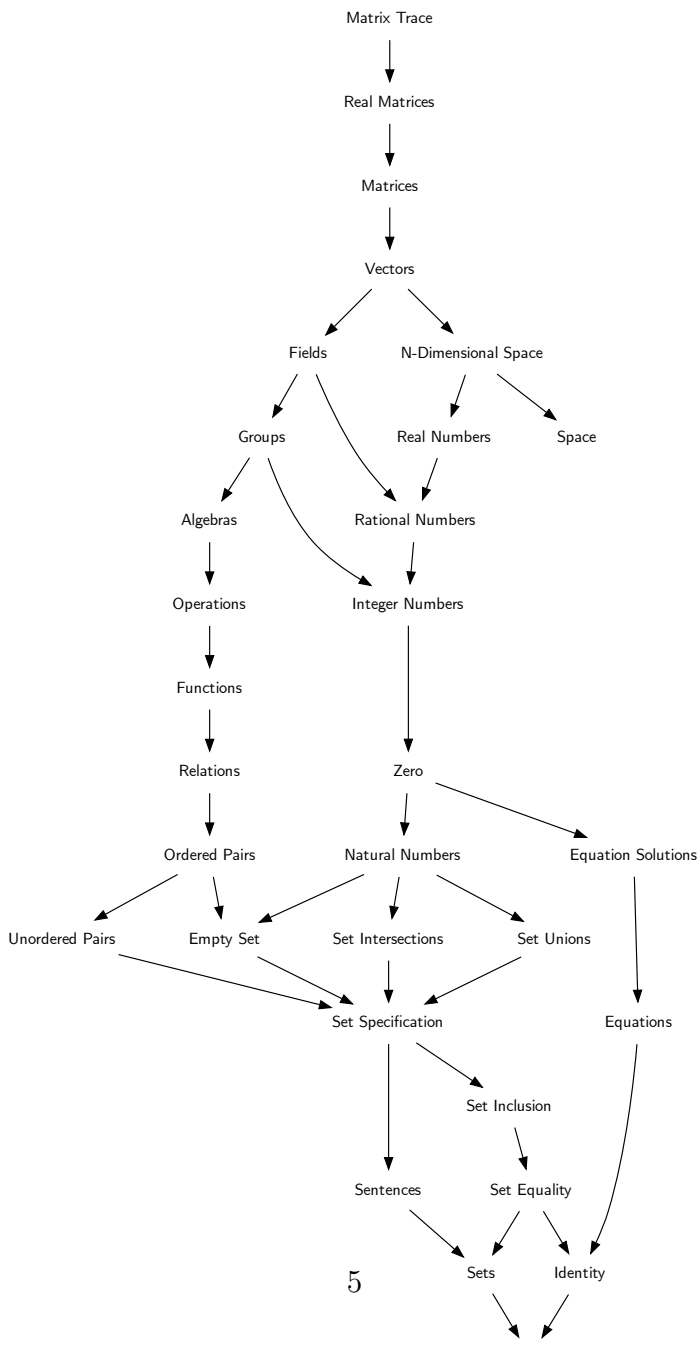 Matrix Trace
Real Matrices
Matrices
Vectors
Fields N-Dimensional Space
Groups Real Numbers Space
Algebras Rational Numbers
Operations Integer Numbers
Functions
Relations Zero
Ordered Pairs Natural Numbers Equation Solutions
Unordered Pairs Empty Set Set Intersections Set Unions
Set Specification Equations
Set Inclusion
Sentences Set Equality
Sets Identity
5